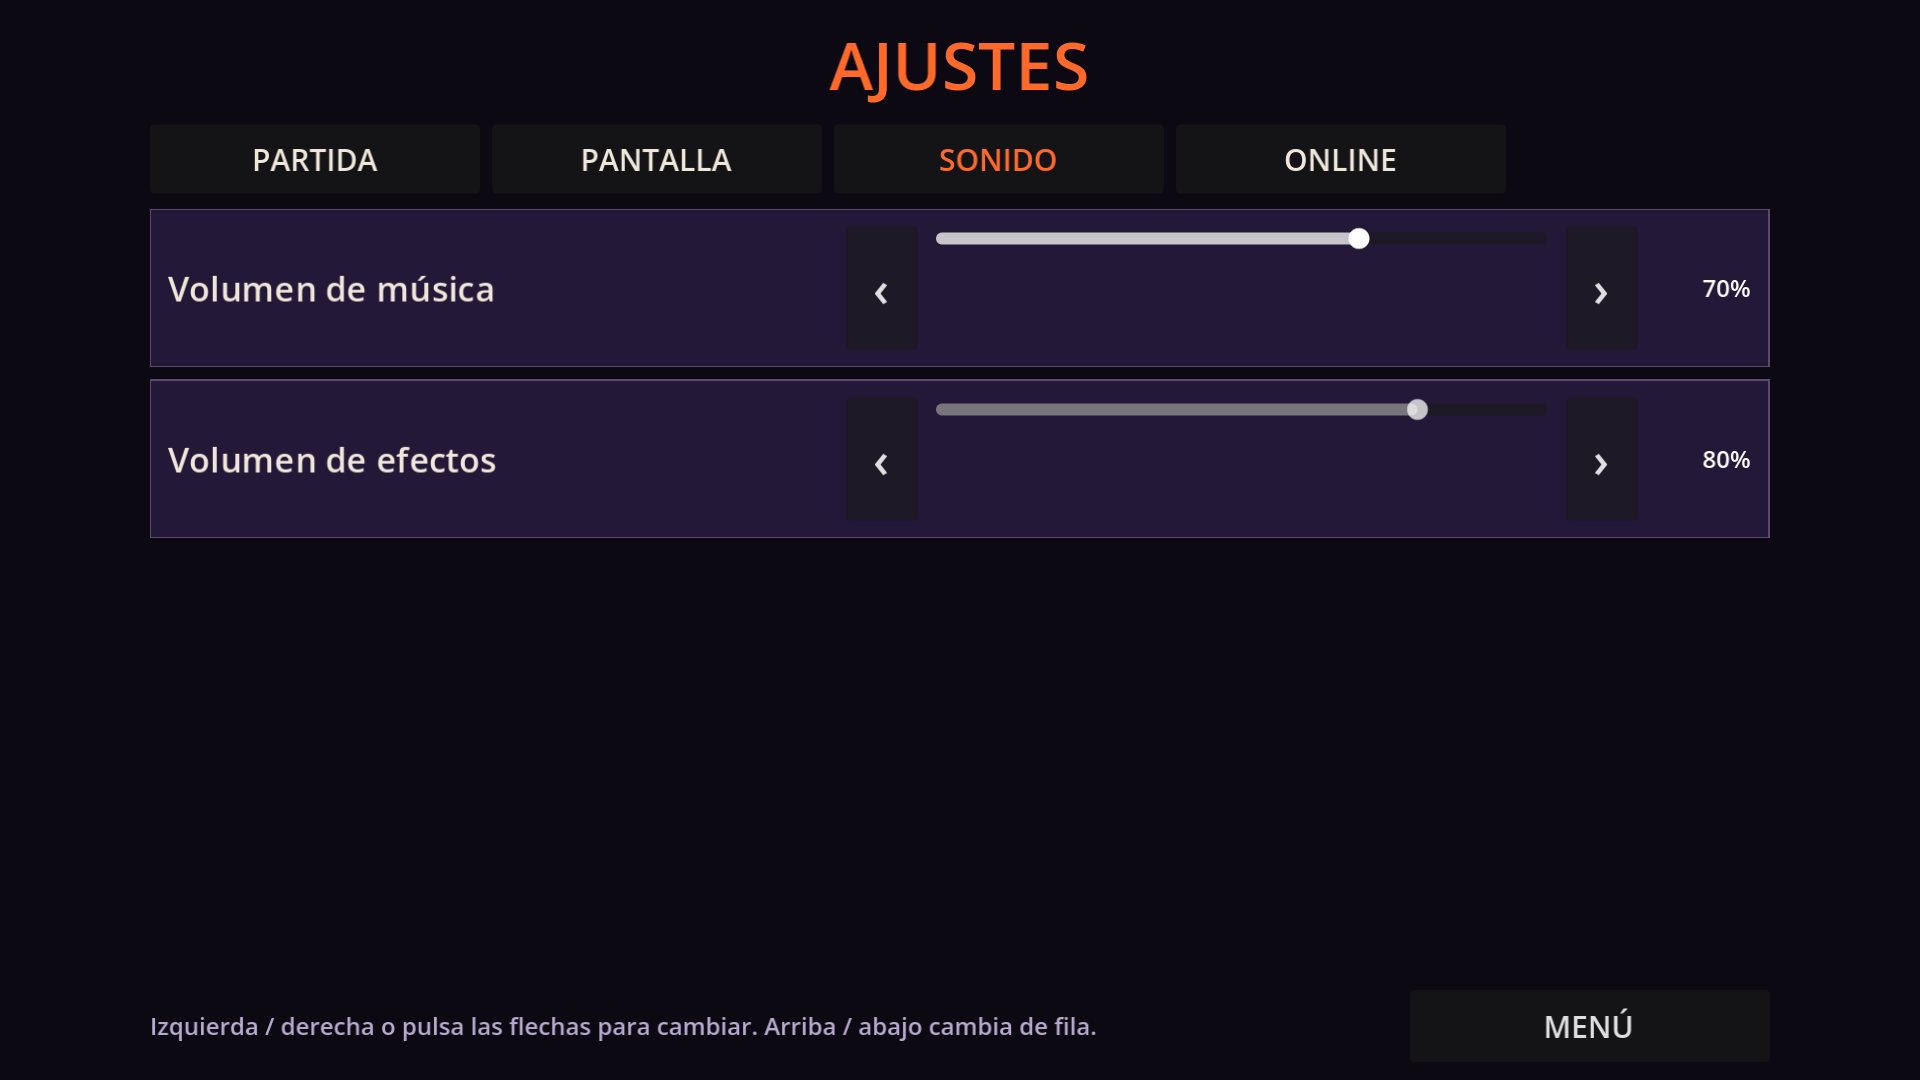 AJUSTES
PARTIDA PANTALLA SONIDO ONLINE
Volumen de música ‹ › 70%
Volumen de efectos ‹ › 80%
Izquierda / derecha o pulsa las flechas para cambiar. Arriba / abajo cambia de fila.
MENÚ